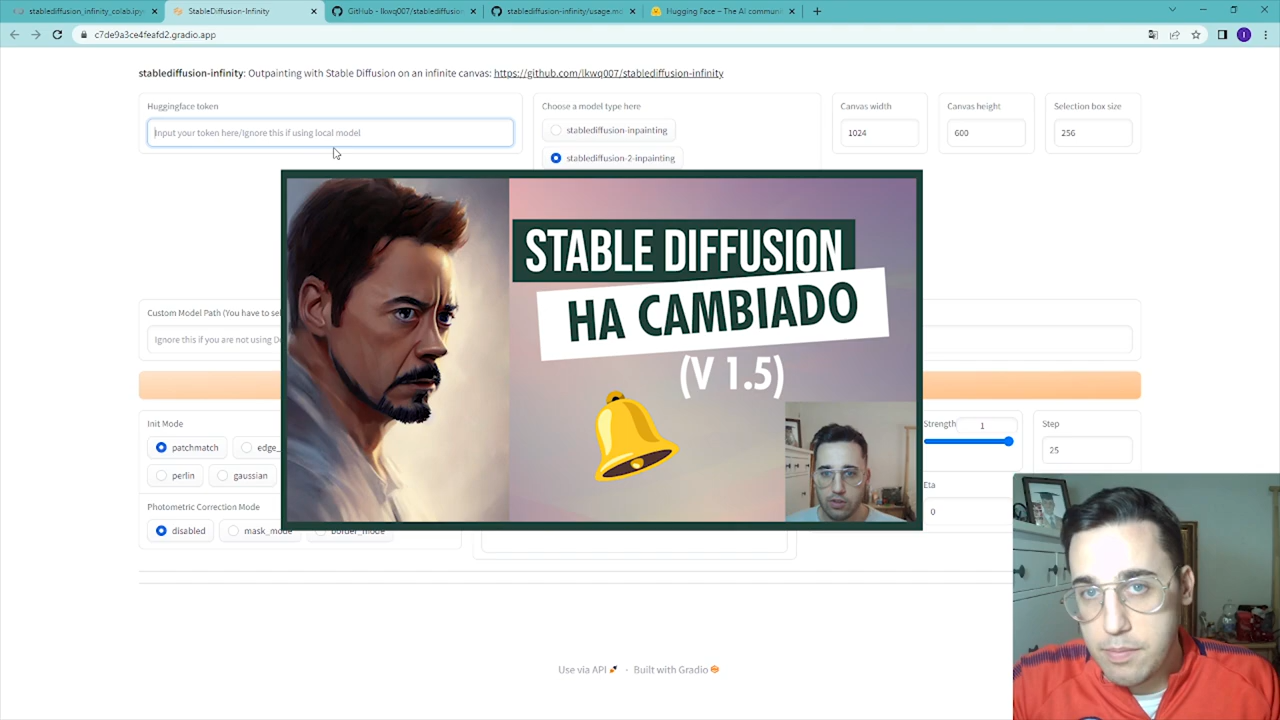 stablediffusion_infinity_colab.ipy
StableDiffusion-Infinity
GitHub - lkwq007/stablediffusion
stablediffusion-infinity/usage.md
Hugging Face – The AI communi
c7de9a3ce4feafd2.gradio.app
stablediffusion-infinity: Outpainting with Stable Diffusion on an infinite canvas: https://github.com/lkwq007/stablediffusion-infinity
Huggingface token
Input your token here/Ignore this if using local model
Choose a model type here
stablediffusion-inpainting
stablediffusion-2-inpainting
Canvas width
1024
Canvas height
600
Selection box size
256
STABLE DIFFUSION
HA CAMBIADO
(V 1.5)
Custom Model Path (You have to se
Ignore this if you are not using D
Init Mode
patchmatch
edge_
perlin
gaussian
Photometric Correction Mode
disabled
mask_mode
border_mode
Strength
1
Step
25
Eta
0
Use via API · Built with Gradio